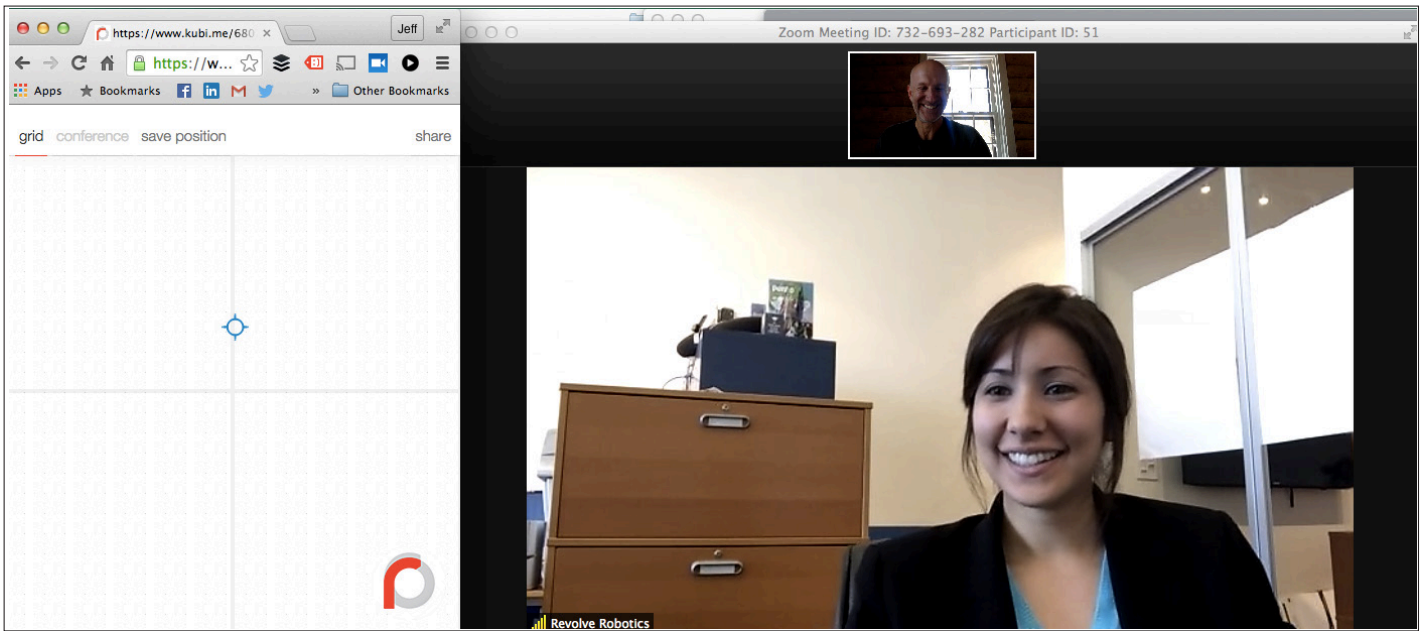 https://www.kubi.me/680 ×
Jeff
Zoom Meeting ID: 732-693-282 Participant ID: 51
https://w...
Apps Bookmarks » Other Bookmarks
grid conference save position share
Revolve Robotics